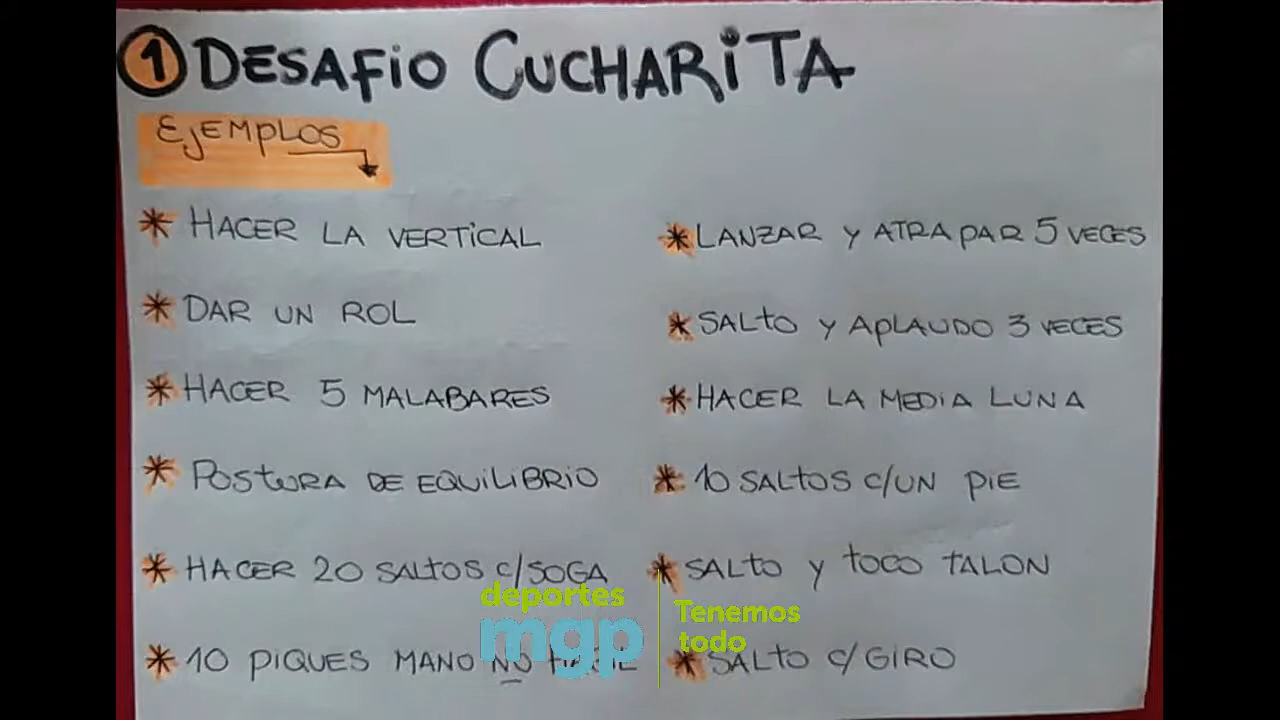 1 DESAFIO CUCHARITA
EJEMPLOS
* HACER LA VERTICAL
* DAR UN ROL
* HACER 5 MALABARES
* POSTURA DE EQUILIBRIO
* HACER 20 SALTOS C/SOGA
* 10 PIQUES MANO NO HABIL
* LANZAR Y ATRAPAR 5 VECES
* SALTO Y APLAUDO 3 VECES
* HACER LA MEDIA LUNA
* 10 SALTOS C/UN PIE
* SALTO Y TOCO TALON
* SALTO C/GIRO
deportes
mgp
Tenemos
todo